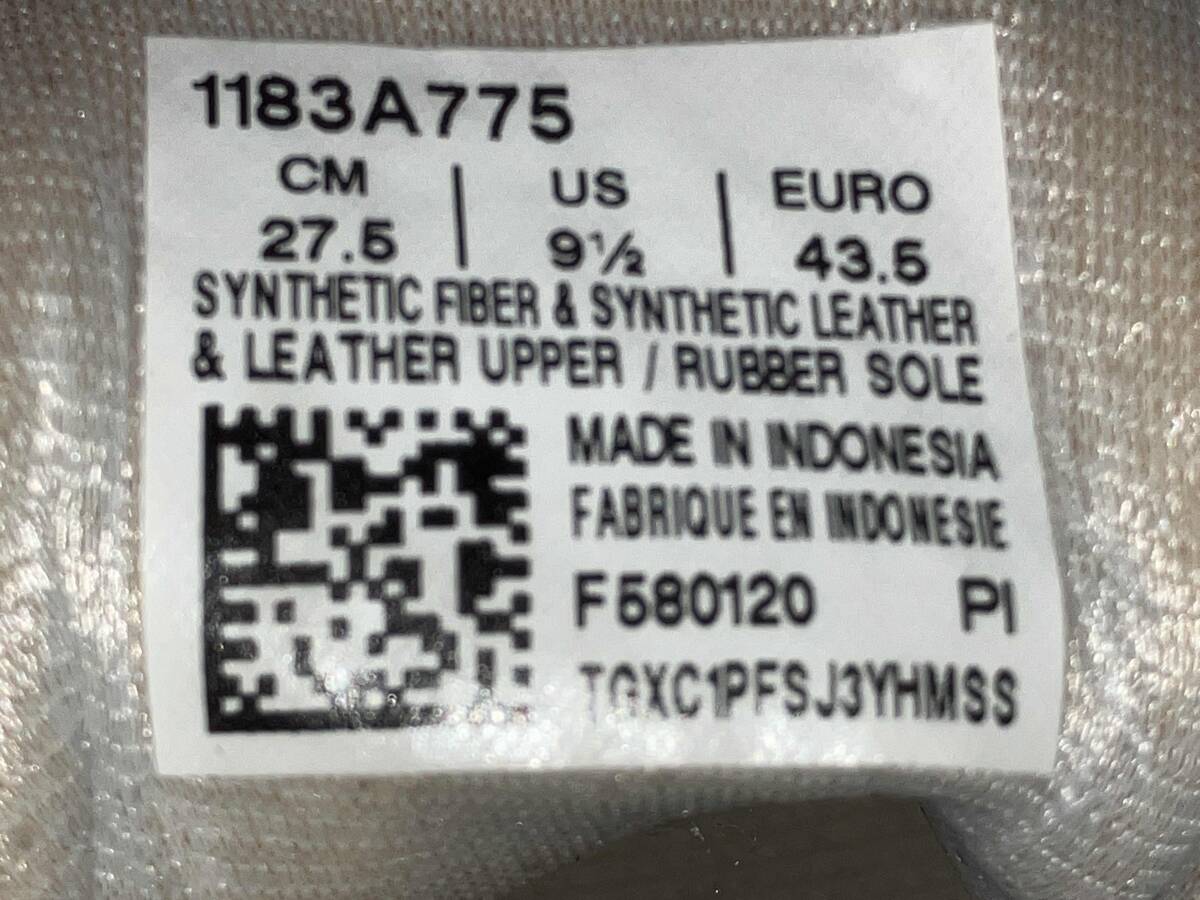 1183A775
CM | US | EURO
27.5 | 9½ | 43.5
SYNTHETIC FIBER & SYNTHETIC LEATHER
& LEATHER UPPER / RUBBER SOLE
MADE IN INDONESIA
FABRIQUE EN INDONESIE
F580120 PI
TGXC1PFSJ3YHMSS